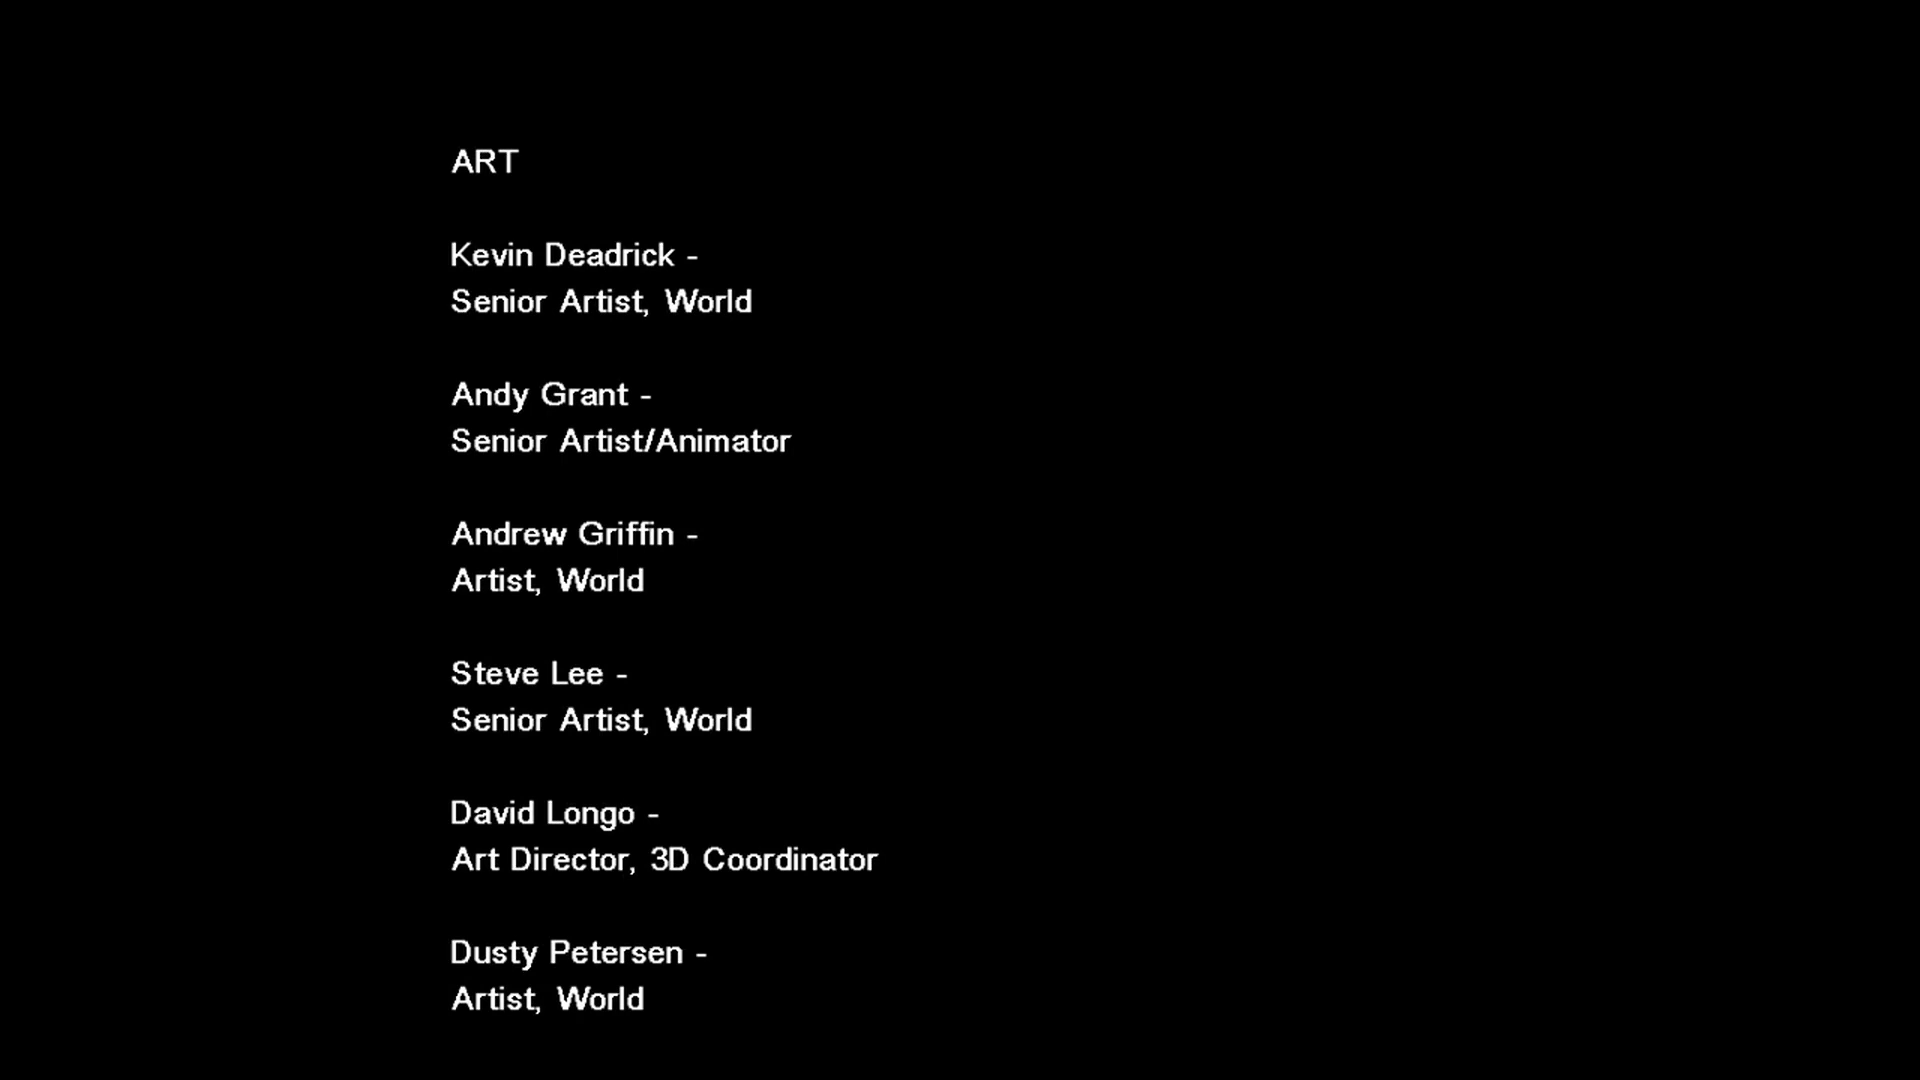 ART
Kevin Deadrick -
Senior Artist, World
Andy Grant -
Senior Artist/Animator
Andrew Griffin -
Artist, World
Steve Lee -
Senior Artist, World
David Longo -
Art Director, 3D Coordinator
Dusty Petersen -
Artist, World